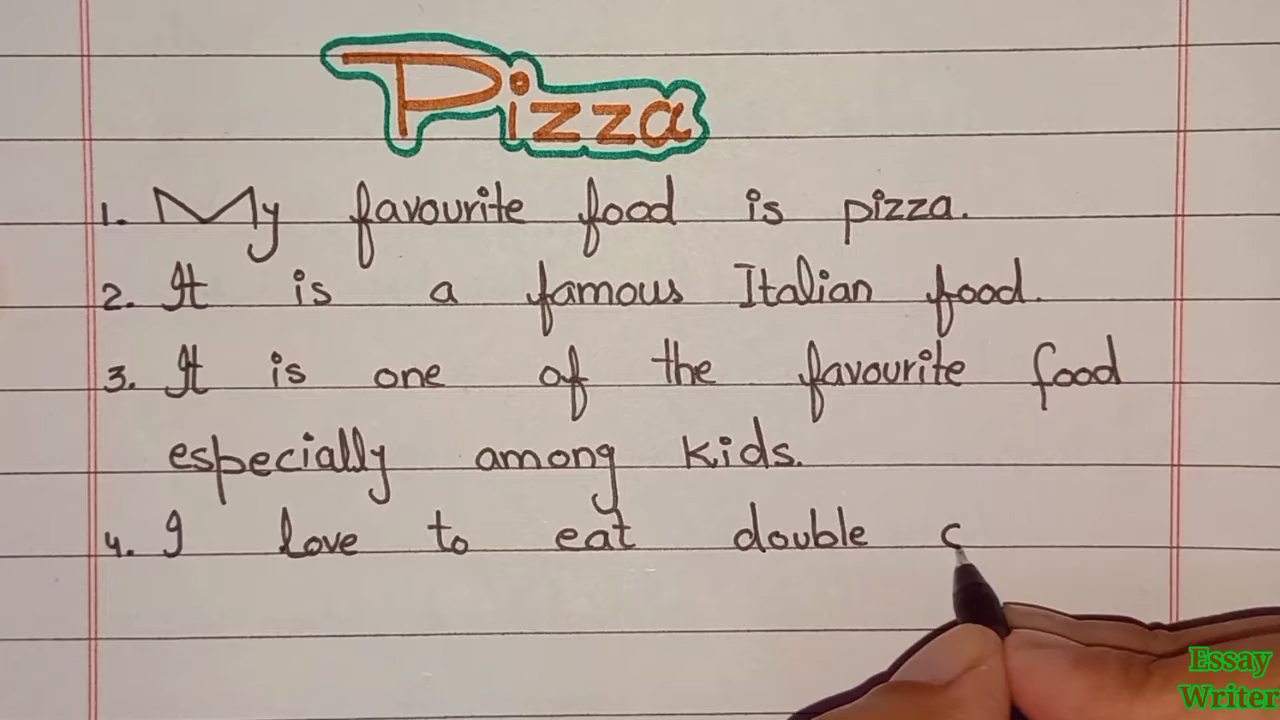 Pizza
1. My favourite food is pizza.
2. It is a famous Italian food.
3. It is one of the favourite food
especially among kids.
4. I love to eat double c
Essay
Writer